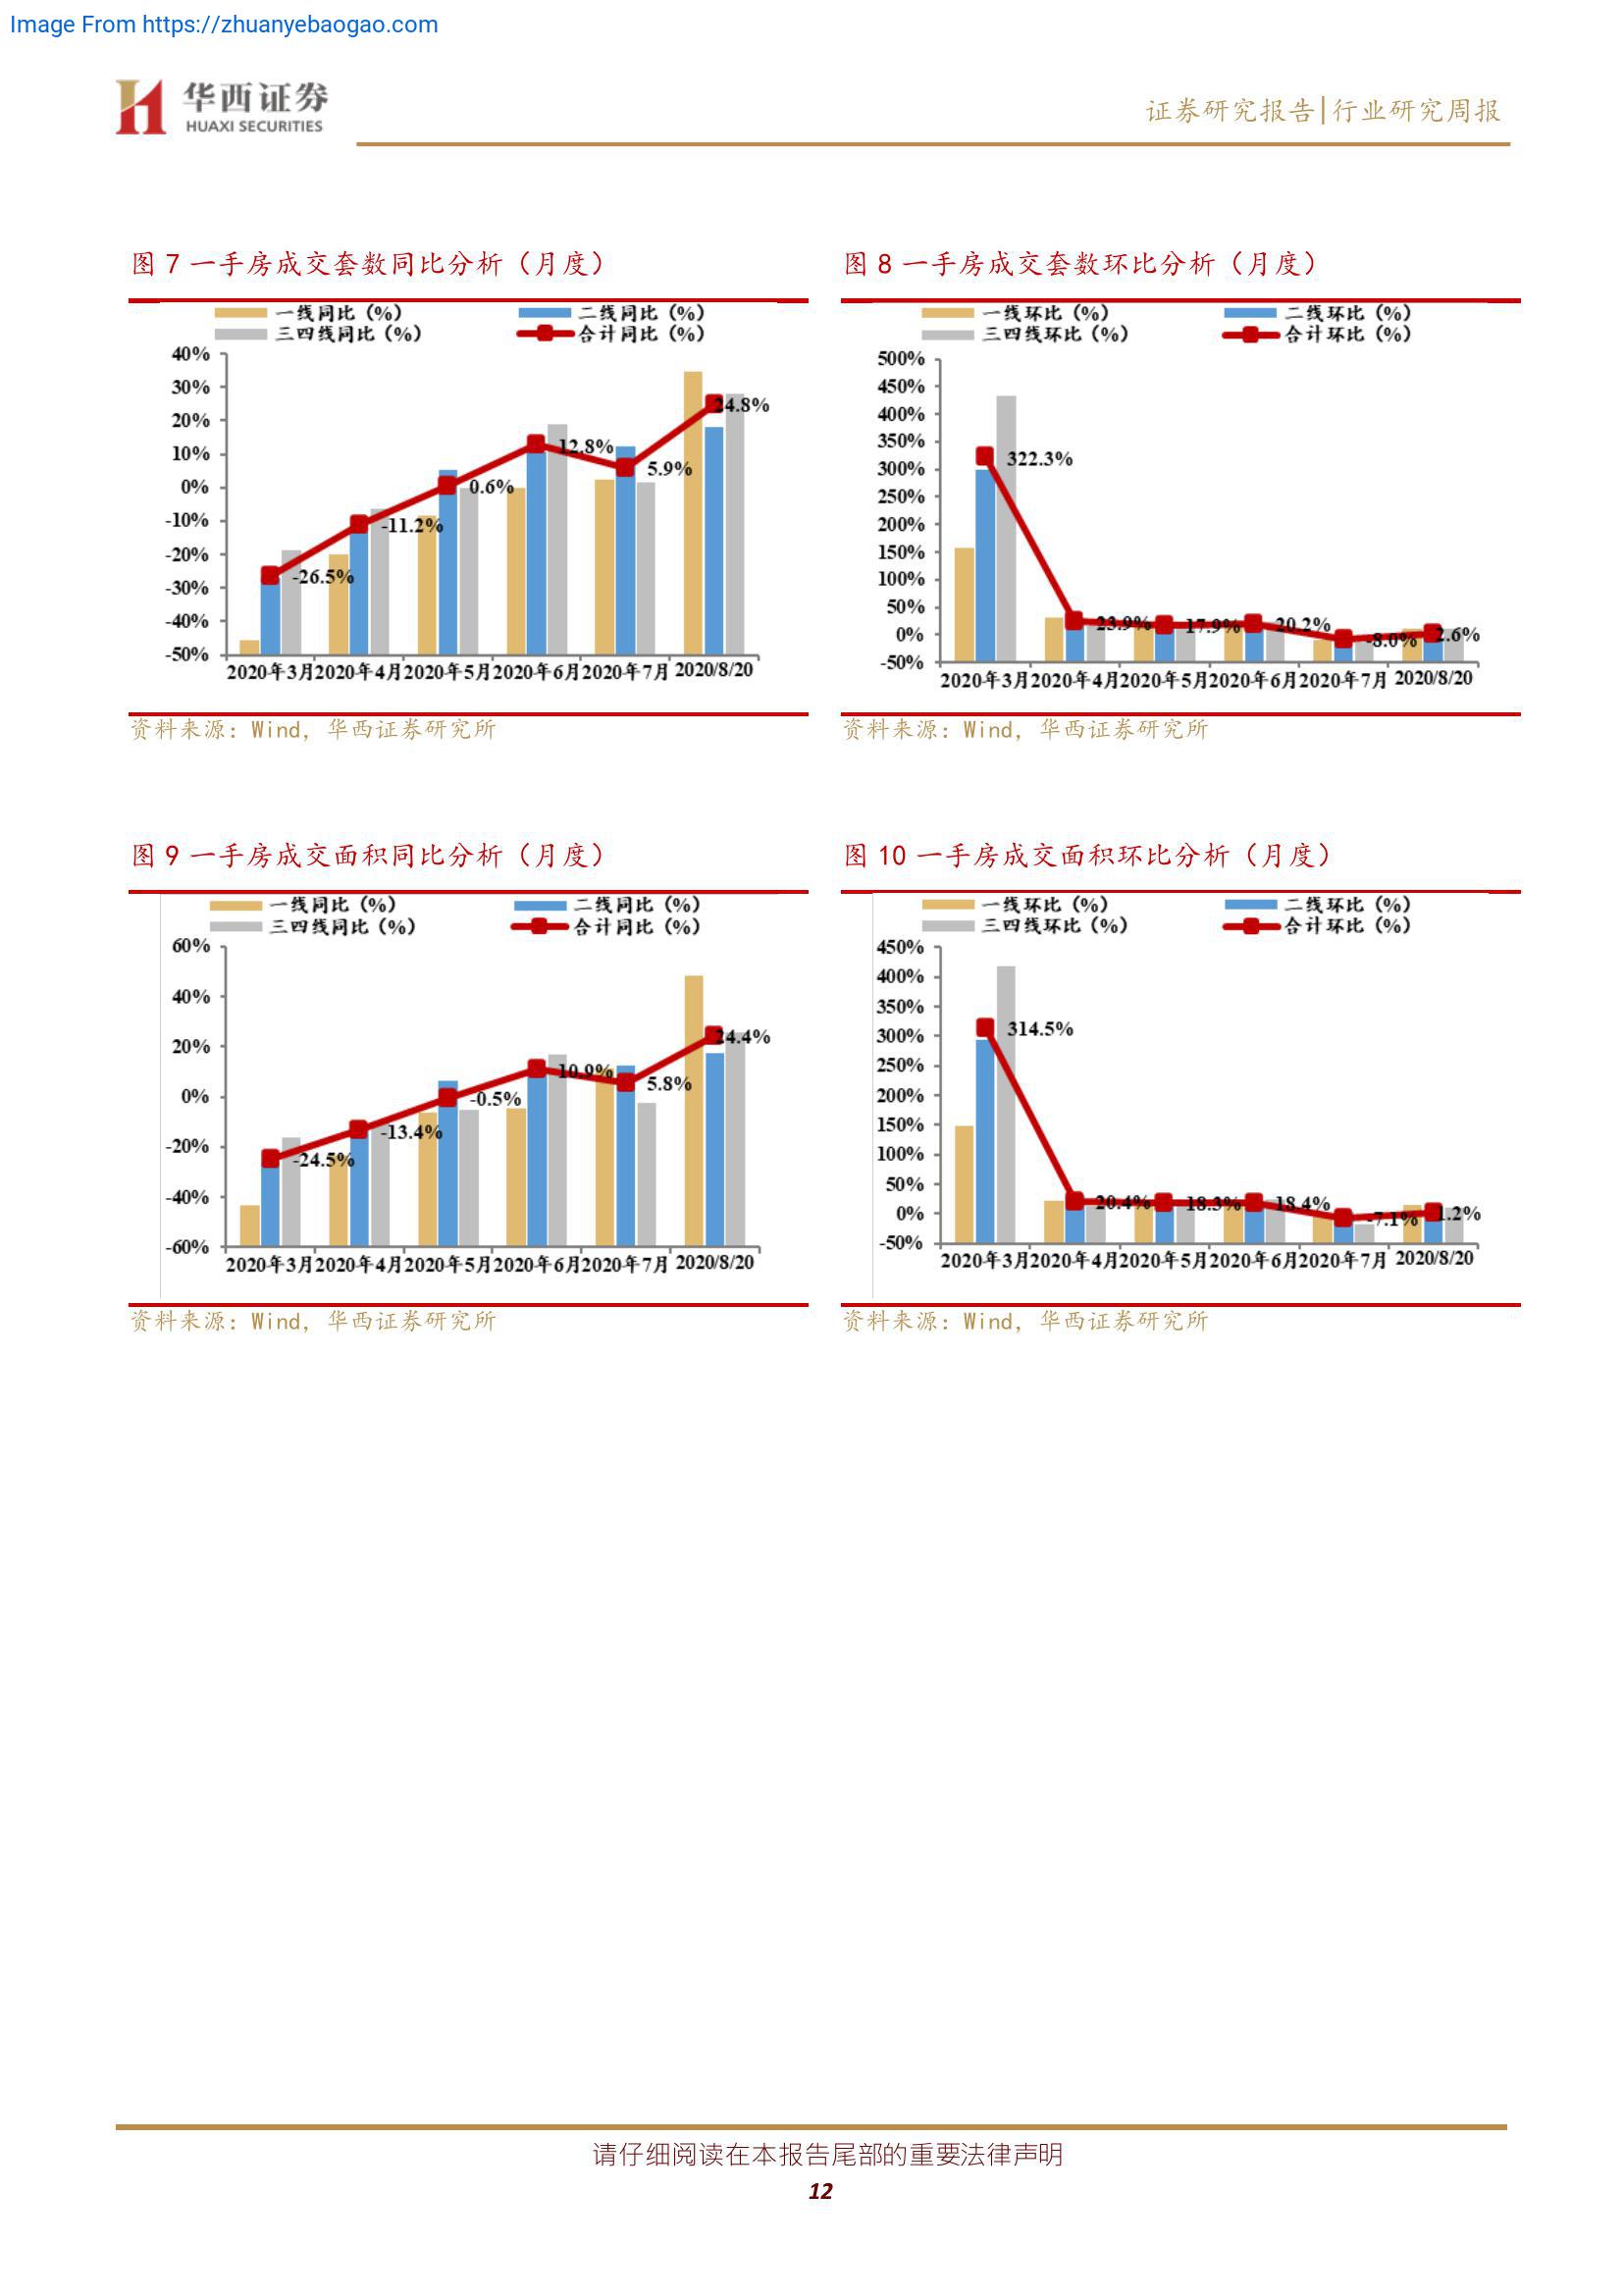 Image From https://zhuanyebaogao.com
华西证券
HUAXI SECURITIES
证券研究报告|行业研究周报
图 7 一手房成交套数同比分析（月度）
一线同比（%）
二线同比（%）
三四线同比（%）
合计同比（%）
40%
30%
20%
10%
0%
-10%
-20%
-30%
-40%
-50%
-26.5%
-11.2%
0.6%
12.8%
5.9%
24.8%
2020年3月
2020年4月
2020年5月
2020年6月
2020年7月
2020/8/20
资料来源：Wind，华西证券研究所
图 8 一手房成交套数环比分析（月度）
一线环比（%）
二线环比（%）
三四线环比（%）
合计环比（%）
500%
450%
400%
350%
300%
250%
200%
150%
100%
50%
0%
-50%
322.3%
23.9%
17.9%
20.2%
-8.0%
2.6%
2020年3月
2020年4月
2020年5月
2020年6月
2020年7月
2020/8/20
资料来源：Wind，华西证券研究所
图 9 一手房成交面积同比分析（月度）
一线同比（%）
二线同比（%）
三四线同比（%）
合计同比（%）
60%
40%
20%
0%
-20%
-40%
-60%
-24.5%
-13.4%
-0.5%
10.9%
5.8%
24.4%
2020年3月
2020年4月
2020年5月
2020年6月
2020年7月
2020/8/20
资料来源：Wind，华西证券研究所
图 10 一手房成交面积环比分析（月度）
一线环比（%）
二线环比（%）
三四线环比（%）
合计环比（%）
450%
400%
350%
300%
250%
200%
150%
100%
50%
0%
-50%
314.5%
20.4%
18.3%
18.4%
-7.1%
1.2%
2020年3月
2020年4月
2020年5月
2020年6月
2020年7月
2020/8/20
资料来源：Wind，华西证券研究所
请仔细阅读在本报告尾部的重要法律声明
12